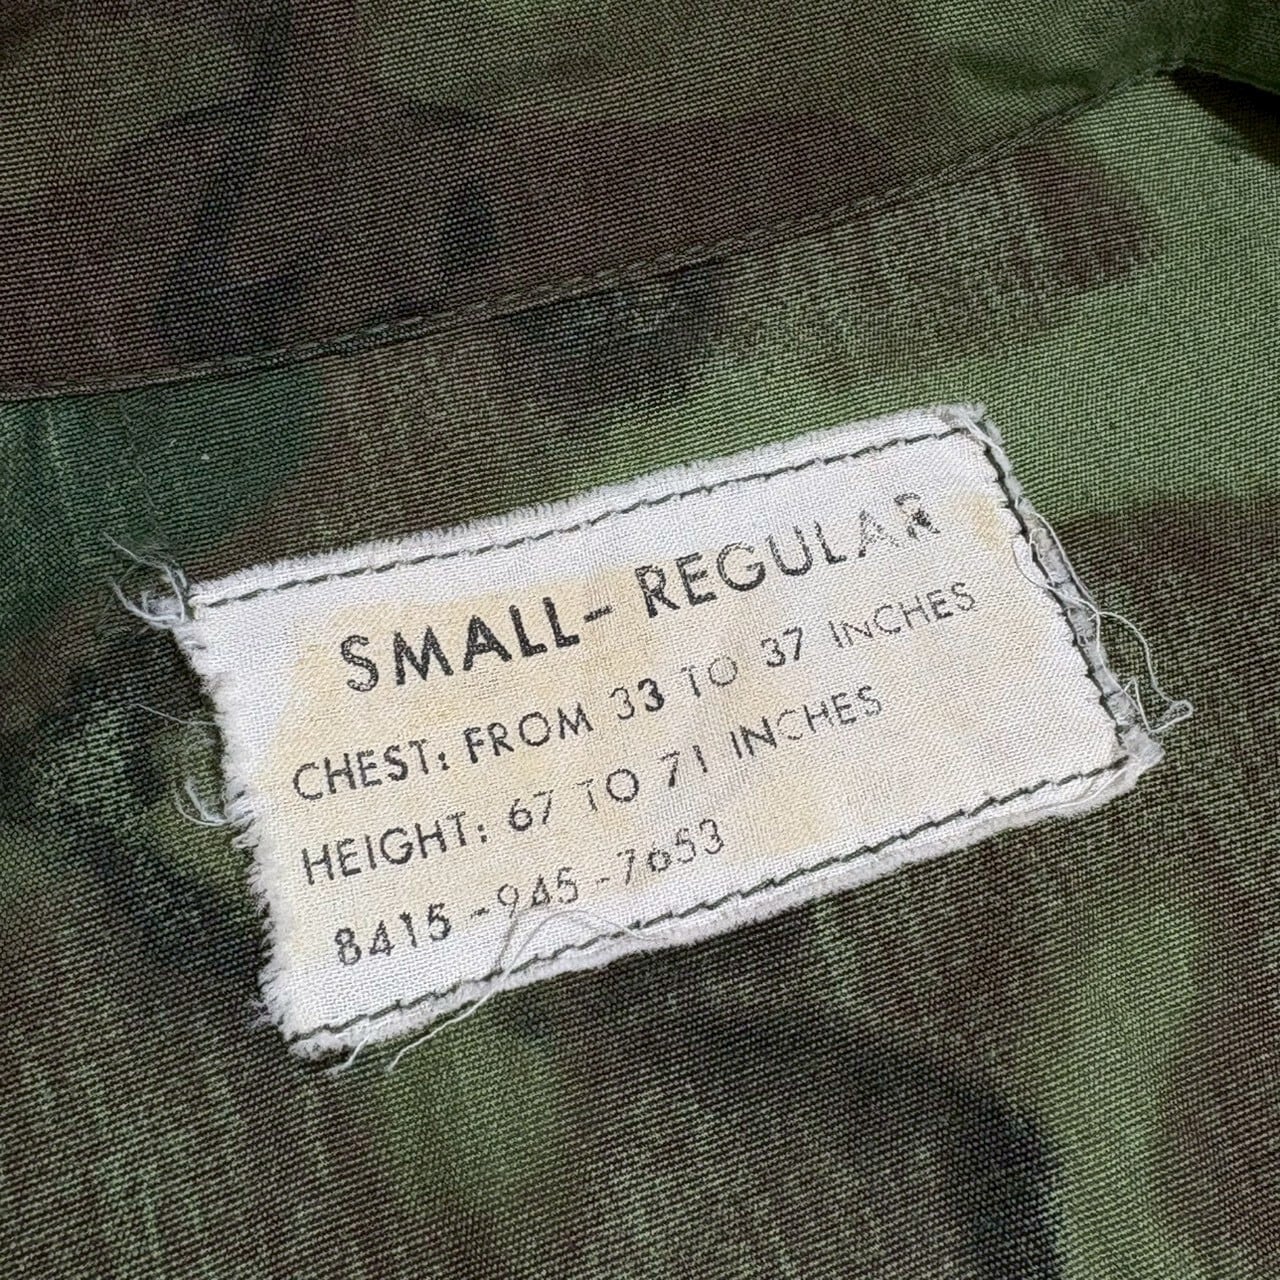 SMALL-REGULAR
CHEST: FROM 33 TO 37 INCHES
HEIGHT: 67 TO 71 INCHES
8415-945-7653